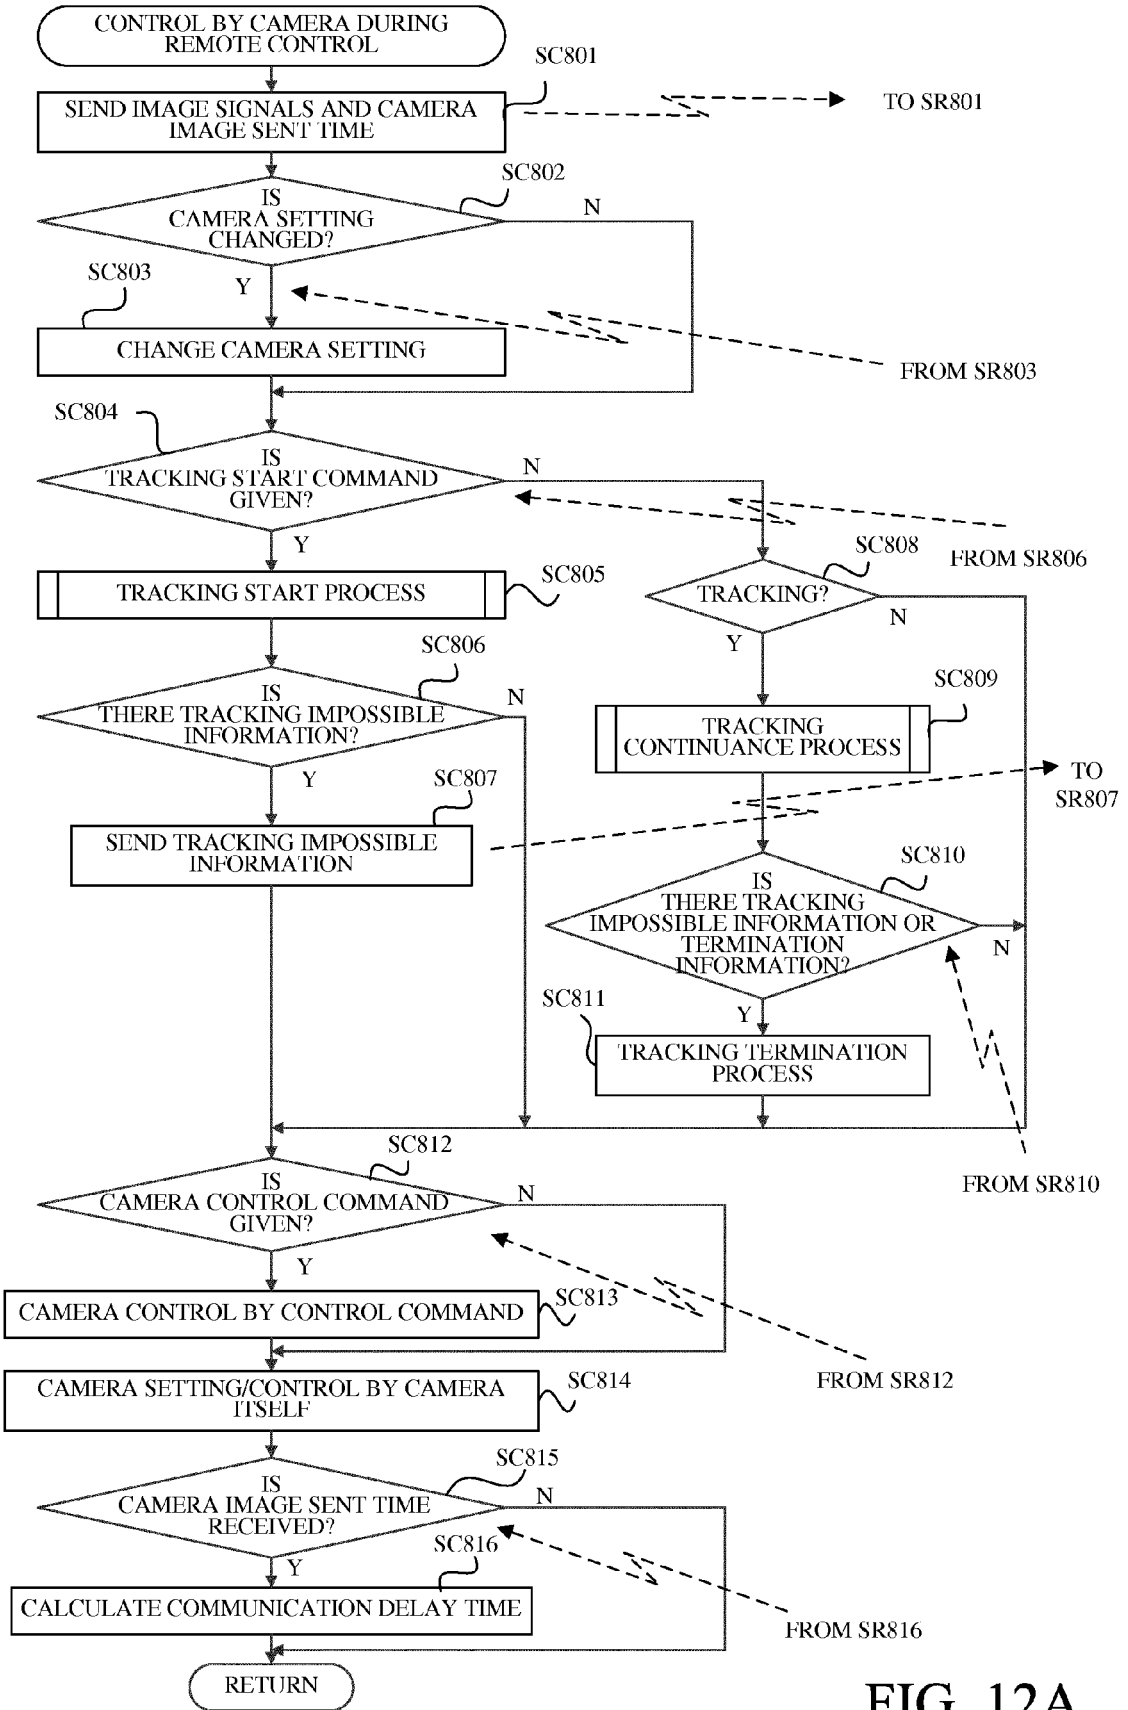 CONTROL BY CAMERA DURING
REMOTE CONTROL
SC801
SEND IMAGE SIGNALS AND CAMERA
IMAGE SENT TIME
TO SR801
SC802
IS
CAMERA SETTING
CHANGED?
N
Y
SC803
CHANGE CAMERA SETTING
FROM SR803
SC804
IS
TRACKING START COMMAND
GIVEN?
N
Y
FROM SR806
SC805
TRACKING START PROCESS
SC808
TRACKING?
N
Y
SC806
IS
THERE TRACKING IMPOSSIBLE
INFORMATION?
N
Y
SC809
TRACKING
CONTINUANCE PROCESS
SC807
SEND TRACKING IMPOSSIBLE
INFORMATION
TO
SR807
SC810
IS
THERE TRACKING
IMPOSSIBLE INFORMATION OR
TERMINATION
INFORMATION?
N
Y
SC811
TRACKING TERMINATION
PROCESS
FROM SR810
SC812
IS
CAMERA CONTROL COMMAND
GIVEN?
N
Y
SC813
CAMERA CONTROL BY CONTROL COMMAND
FROM SR812
SC814
CAMERA SETTING/CONTROL BY CAMERA
ITSELF
SC815
IS
CAMERA IMAGE SENT TIME
RECEIVED?
N
Y
SC816
CALCULATE COMMUNICATION DELAY TIME
FROM SR816
RETURN
FIG. 12A